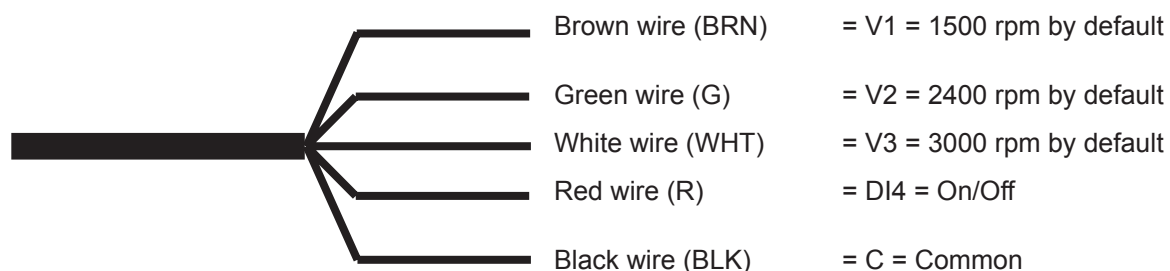 Brown wire (BRN) = V1 = 1500 rpm by default
Green wire (G) = V2 = 2400 rpm by default
White wire (WHT) = V3 = 3000 rpm by default
Red wire (R) = DI4 = On/Off
Black wire (BLK) = C = Common